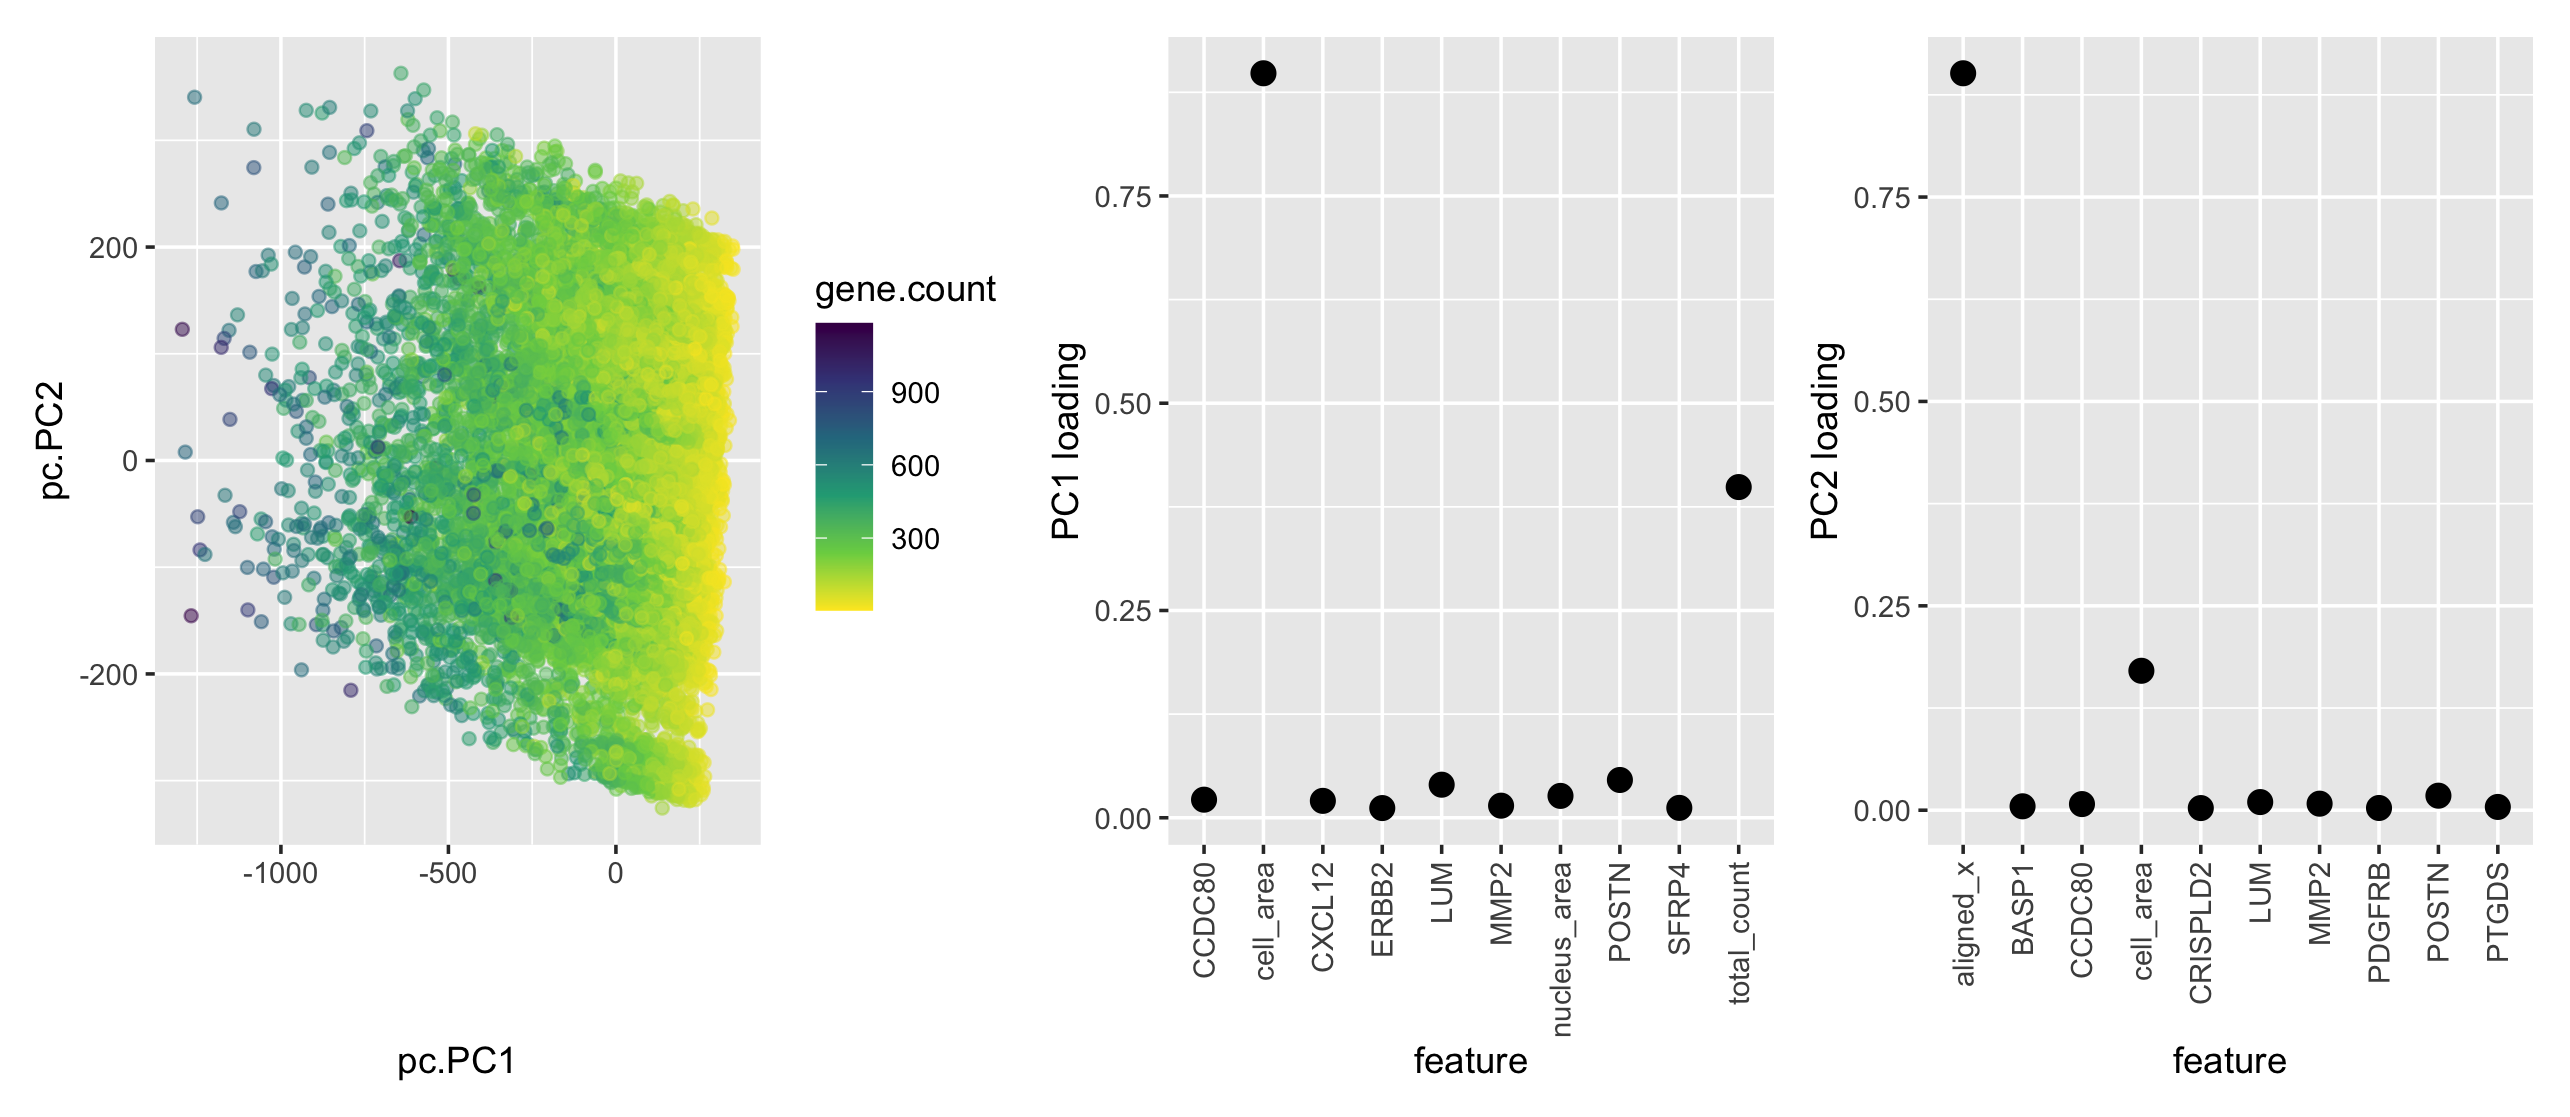 pc.PC2
200
0
-200
-1000
-500
0
pc.PC1
gene.count
900
600
300
PC1 loading
0.75
0.50
0.25
0.00
CCDC80
cell_area
CXCL12
ERBB2
LUM
MMP2
nucleus_area
POSTN
SFRP4
total_count
feature
PC2 loading
0.75
0.50
0.25
0.00
aligned_x
BASP1
CCDC80
cell_area
CRISPLD2
LUM
MMP2
PDGFRB
POSTN
PTGDS
feature